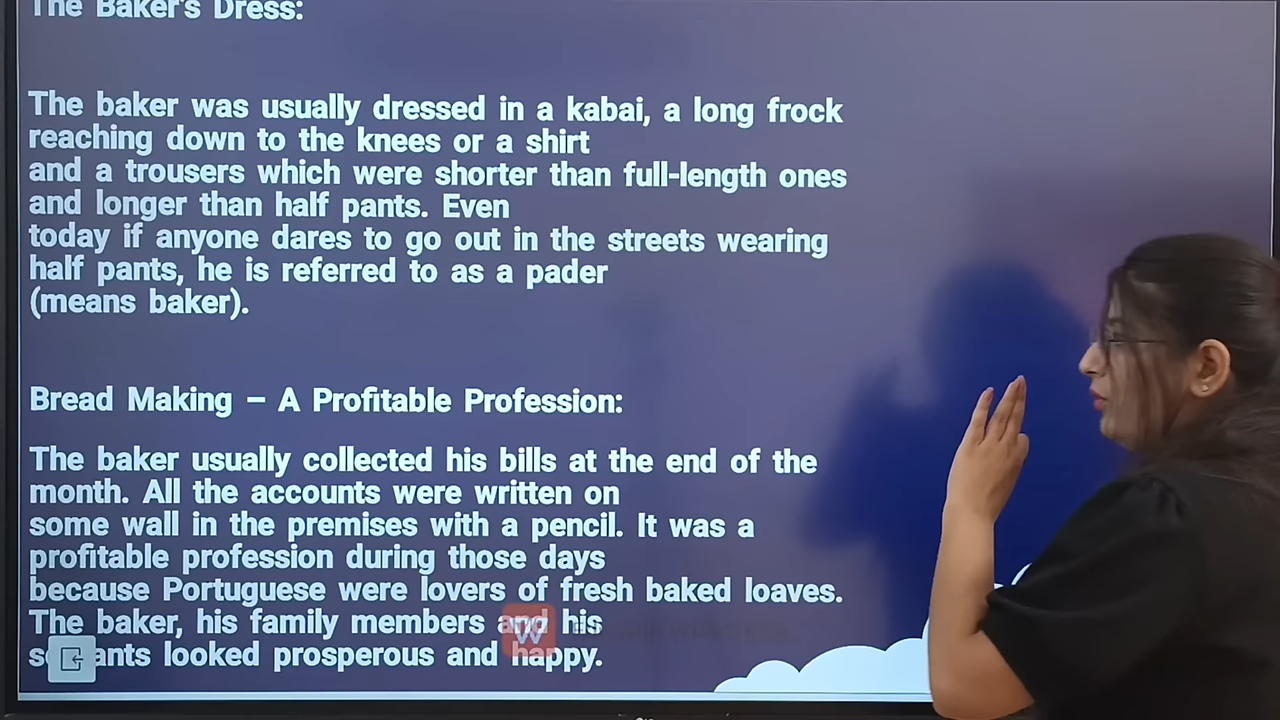 The Baker's Dress:
The baker was usually dressed in a kabai, a long frock
reaching down to the knees or a shirt
and a trousers which were shorter than full-length ones
and longer than half pants. Even
today if anyone dares to go out in the streets wearing
half pants, he is referred to as a pader
(means baker).
Bread Making – A Profitable Profession:
The baker usually collected his bills at the end of the
month. All the accounts were written on
some wall in the premises with a pencil. It was a
profitable profession during those days
because Portuguese were lovers of fresh baked loaves.
The baker, his family members and his
servants looked prosperous and happy.